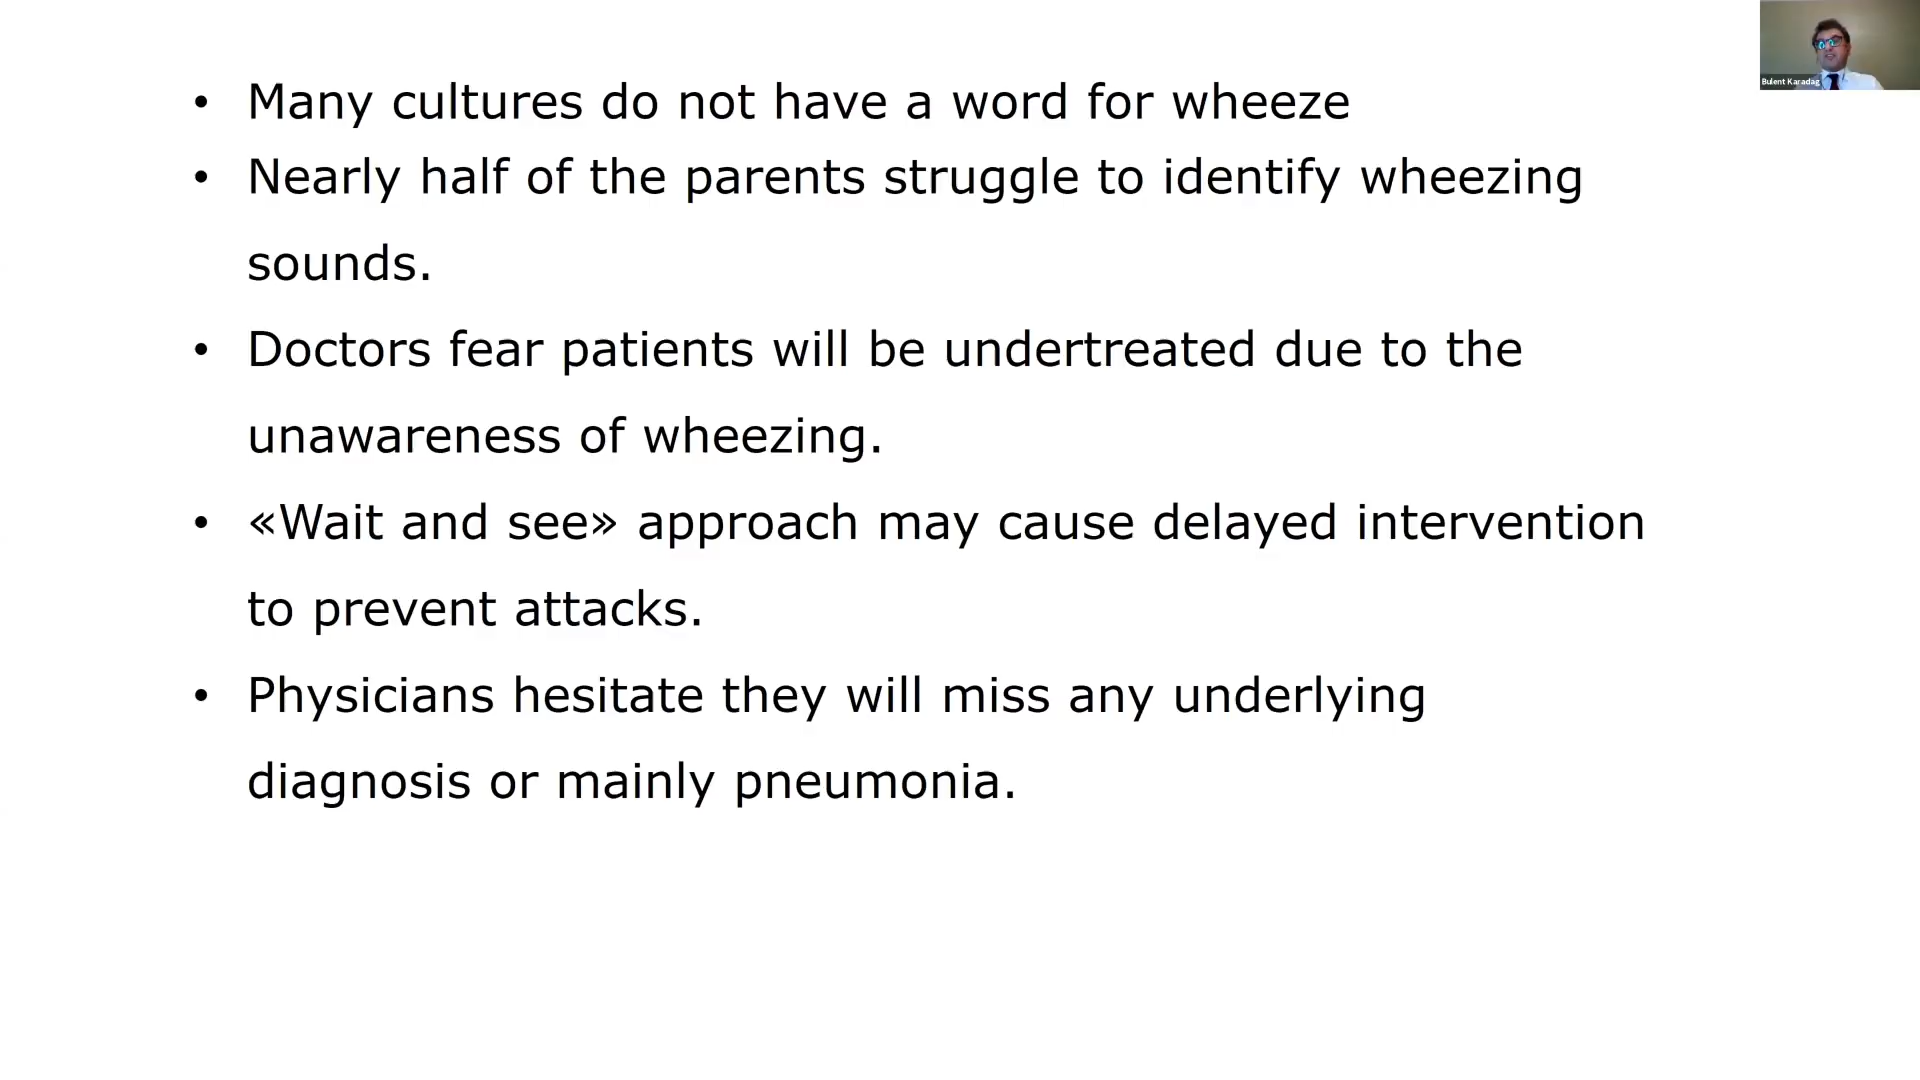 • Many cultures do not have a word for wheeze
• Nearly half of the parents struggle to identify wheezing
sounds.
• Doctors fear patients will be undertreated due to the
unawareness of wheezing.
• «Wait and see» approach may cause delayed intervention
to prevent attacks.
• Physicians hesitate they will miss any underlying
diagnosis or mainly pneumonia.
Bulent Karadag